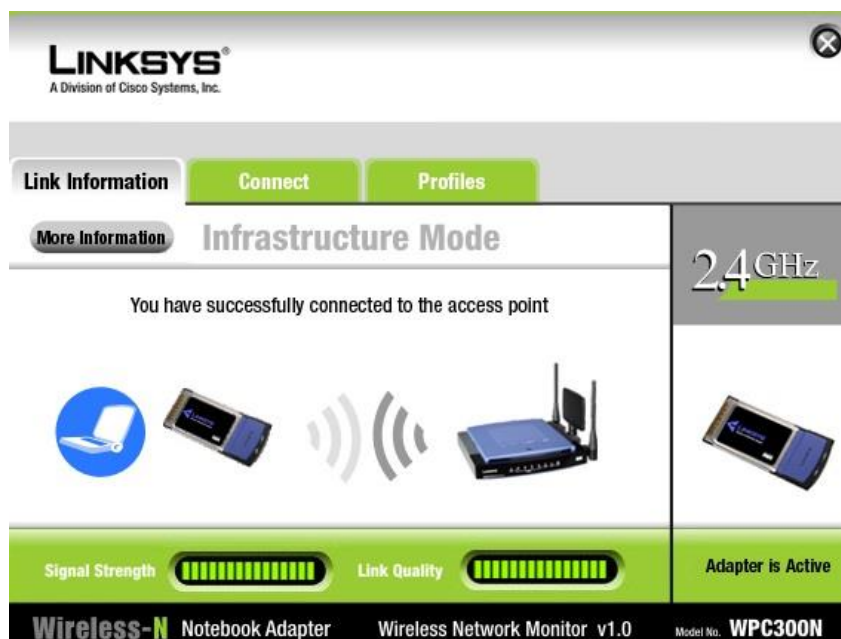 LINKSYS®
A Division of Cisco Systems, Inc.
Link Information Connect Profiles
More Information Infrastructure Mode
2.4GHz
You have successfully connected to the access point
Signal Strength Link Quality Adapter is Active
Wireless-N Notebook Adapter Wireless Network Monitor v1.0 Model No. WPC300N